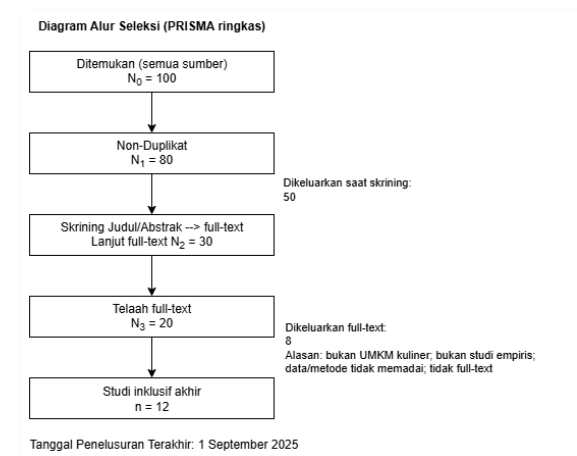 Diagram Alur Seleksi (PRISMA ringkas)
Ditemukan (semua sumber)
N₀ = 100
Non-Duplikat
N₁ = 80
Dikeluarkan saat skrining:
50
Skrining Judul/Abstrak --> full-text
Lanjut full-text N₂ = 30
Telaah full-text
N₃ = 20
Dikeluarkan full-text:
8
Alasan: bukan UMKM kuliner; bukan studi empiris;
data/metode tidak memadai; tidak full-text
Studi inklusif akhir
n = 12
Tanggal Penelusuran Terakhir: 1 September 2025